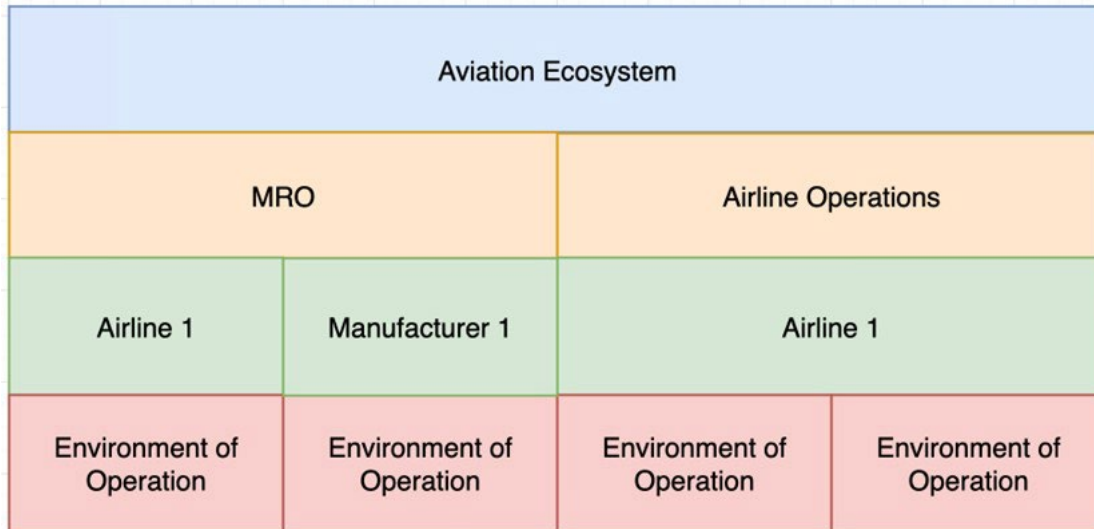 Aviation Ecosystem
MRO
Airline Operations
Airline 1
Manufacturer 1
Airline 1
Environment of
Operation
Environment of
Operation
Environment of
Operation
Environment of
Operation